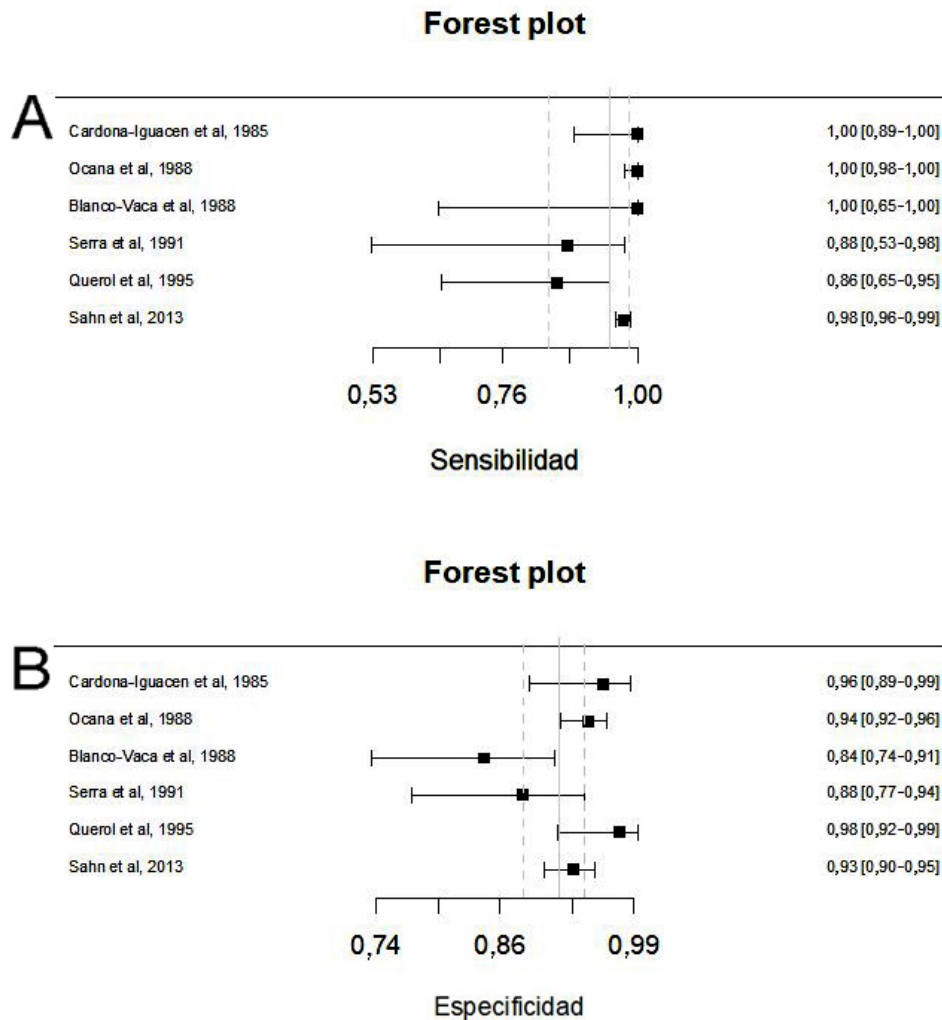 Forest plot
A
Cardona-Iguacen et al, 1985 1,00 [0,89-1,00]
Ocana et al, 1988 1,00 [0,98-1,00]
Blanco-Vaca et al, 1988 1,00 [0,65-1,00]
Serra et al, 1991 0,88 [0,53-0,98]
Querol et al, 1995 0,86 [0,65-0,95]
Sahn et al, 2013 0,98 [0,96-0,99]
0,53 0,76 1,00
Sensibilidad
Forest plot
B
Cardona-Iguacen et al, 1985 0,96 [0,89-0,99]
Ocana et al, 1988 0,94 [0,92-0,96]
Blanco-Vaca et al, 1988 0,84 [0,74-0,91]
Serra et al, 1991 0,88 [0,77-0,94]
Querol et al, 1995 0,98 [0,92-0,99]
Sahn et al, 2013 0,93 [0,90-0,95]
0,74 0,86 0,99
Especificidad